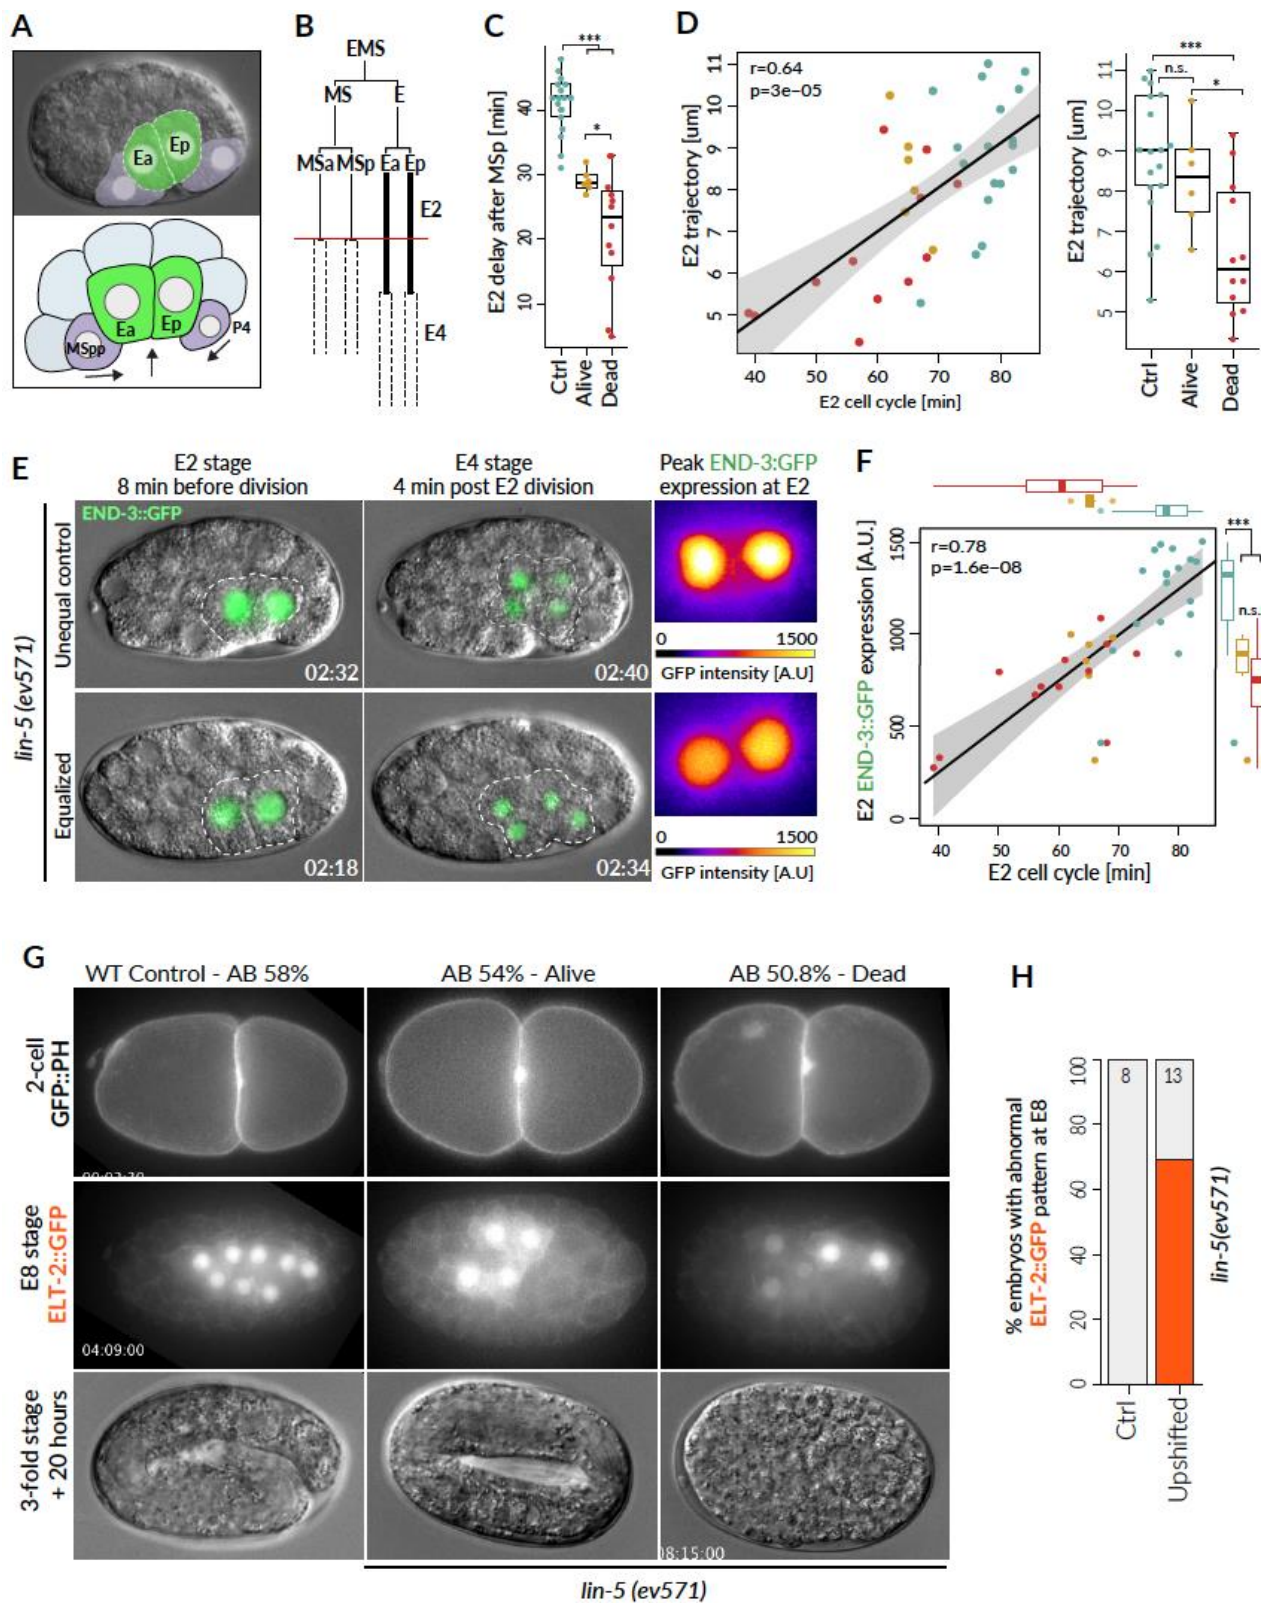 A
Ea
Ep
Ea
Ep
MSpp
P4
B
EMS
MS
E
MSa
MSp
Ea
Ep
E2
E4
C
***
*
E2 delay after MSp [min]
40
30
20
10
Ctrl
Alive
Dead
D
r=0.64
p=3e−05
E2 trajectory [um]
11
10
9
8
7
6
5
40
50
60
70
80
E2 cell cycle [min]
***
n.s.
*
E2 trajectory [um]
11
10
9
8
7
6
5
Ctrl
Alive
Dead
E
E2 stage
8 min before division
E4 stage
4 min post E2 division
Peak END-3:GFP
expression at E2
lin-5 (ev571)
Unequal control
END-3::GFP
02:32
02:40
0
1500
GFP intensity [A.U]
Equalized
02:18
02:34
0
1500
GFP intensity [A.U]
F
r=0.78
p=1.6e−08
E2 END-3::GFP expression [A.U.]
1500
1000
500
0
40
50
60
70
80
E2 cell cycle [min]
***
n.s.
G
WT Control - AB 58%
AB 54% - Alive
AB 50.8% - Dead
2-cell
GFP::PH
E8 stage
ELT-2::GFP
04:09:00
3-fold stage
+ 20 hours
08:15:00
lin-5 (ev571)
H
% embryos with abnormal
ELT-2::GFP pattern at E8
100
80
60
40
20
0
8
13
Ctrl
Upshifted
lin-5(ev571)